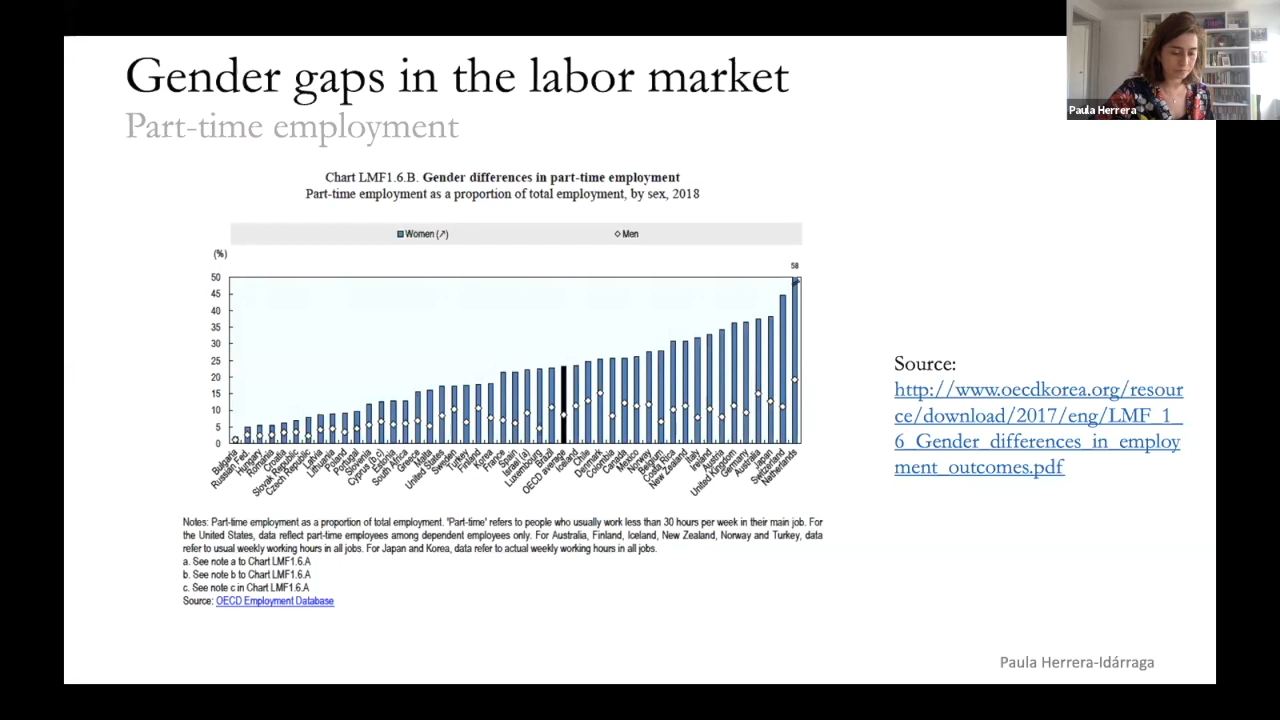 Gender gaps in the labor market
Part-time employment
Paula Herrera
Chart LMF1.6.B. Gender differences in part-time employment
Part-time employment as a proportion of total employment, by sex, 2018
Women (↗)
Men
(%)
58
50
45
40
35
30
25
20
15
10
5
0
Bulgaria
Russian Fed.
Hungary
Romania
Croatia
Slovak Republic
Czech Republic
Latvia
Lithuania
Poland
Portugal
Slovenia
Cyprus (b c)
Estonia
South Africa
Greece
Malta
United States
Sweden
Turkey
Finland
Korea
France
Spain
Israel (a)
Luxembourg
Brazil
OECD average
Iceland
Chile
Denmark
Colombia
Canada
Mexico
Norway
Belgium
Costa Rica
New Zealand
Italy
Ireland
Austria
United Kingdom
Germany
Australia
Japan
Switzerland
Netherlands
Source:
http://www.oecdkorea.org/resour
ce/download/2017/eng/LMF_1_
6_Gender_differences_in_employ
ment_outcomes.pdf
Notes: Part-time employment as a proportion of total employment. 'Part-time' refers to people who usually work less than 30 hours per week in their main job. For
the United States, data reflect part-time employees among dependent employees only. For Australia, Finland, Iceland, New Zealand, Norway and Turkey, data
refer to usual weekly working hours in all jobs. For Japan and Korea, data refer to actual weekly working hours in all jobs.
a. See note a to Chart LMF1.6.A
b. See note b to Chart LMF1.6.A
c. See note c in Chart LMF1.6.A
Source: OECD Employment Database
Paula Herrera-Idárraga